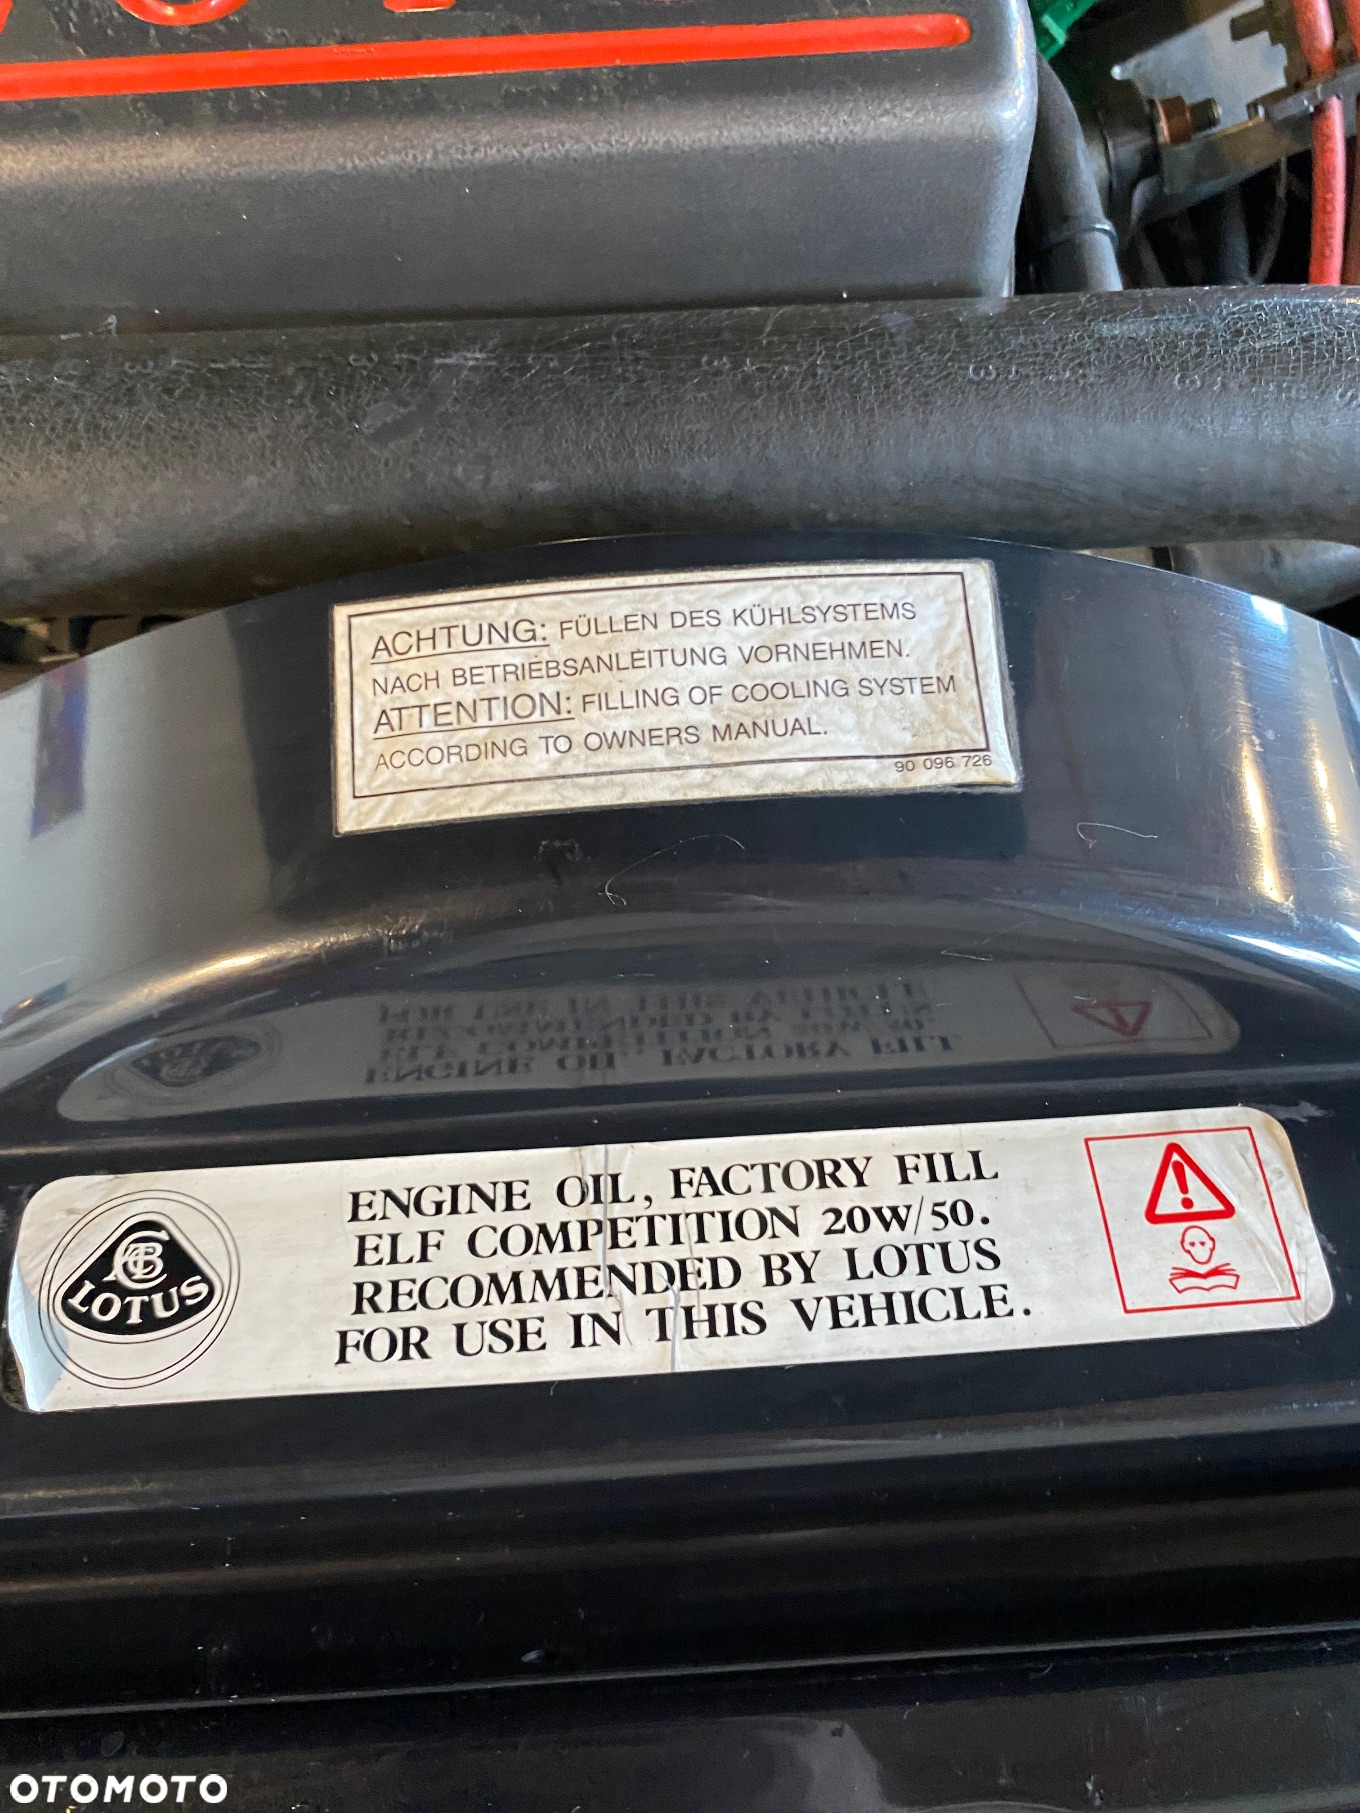 ACHTUNG: FÜLLEN DES KÜHLSYSTEMS
NACH BETRIEBSANLEITUNG VORNEHMEN.
ATTENTION: FILLING OF COOLING SYSTEM
ACCORDING TO OWNERS MANUAL.
90 096 726
ENGINE OIL, FACTORY FILL
ELF COMPETITION 20W/50.
RECOMMENDED BY LOTUS
FOR USE IN THIS VEHICLE.
LOTUS
OTOMOTO